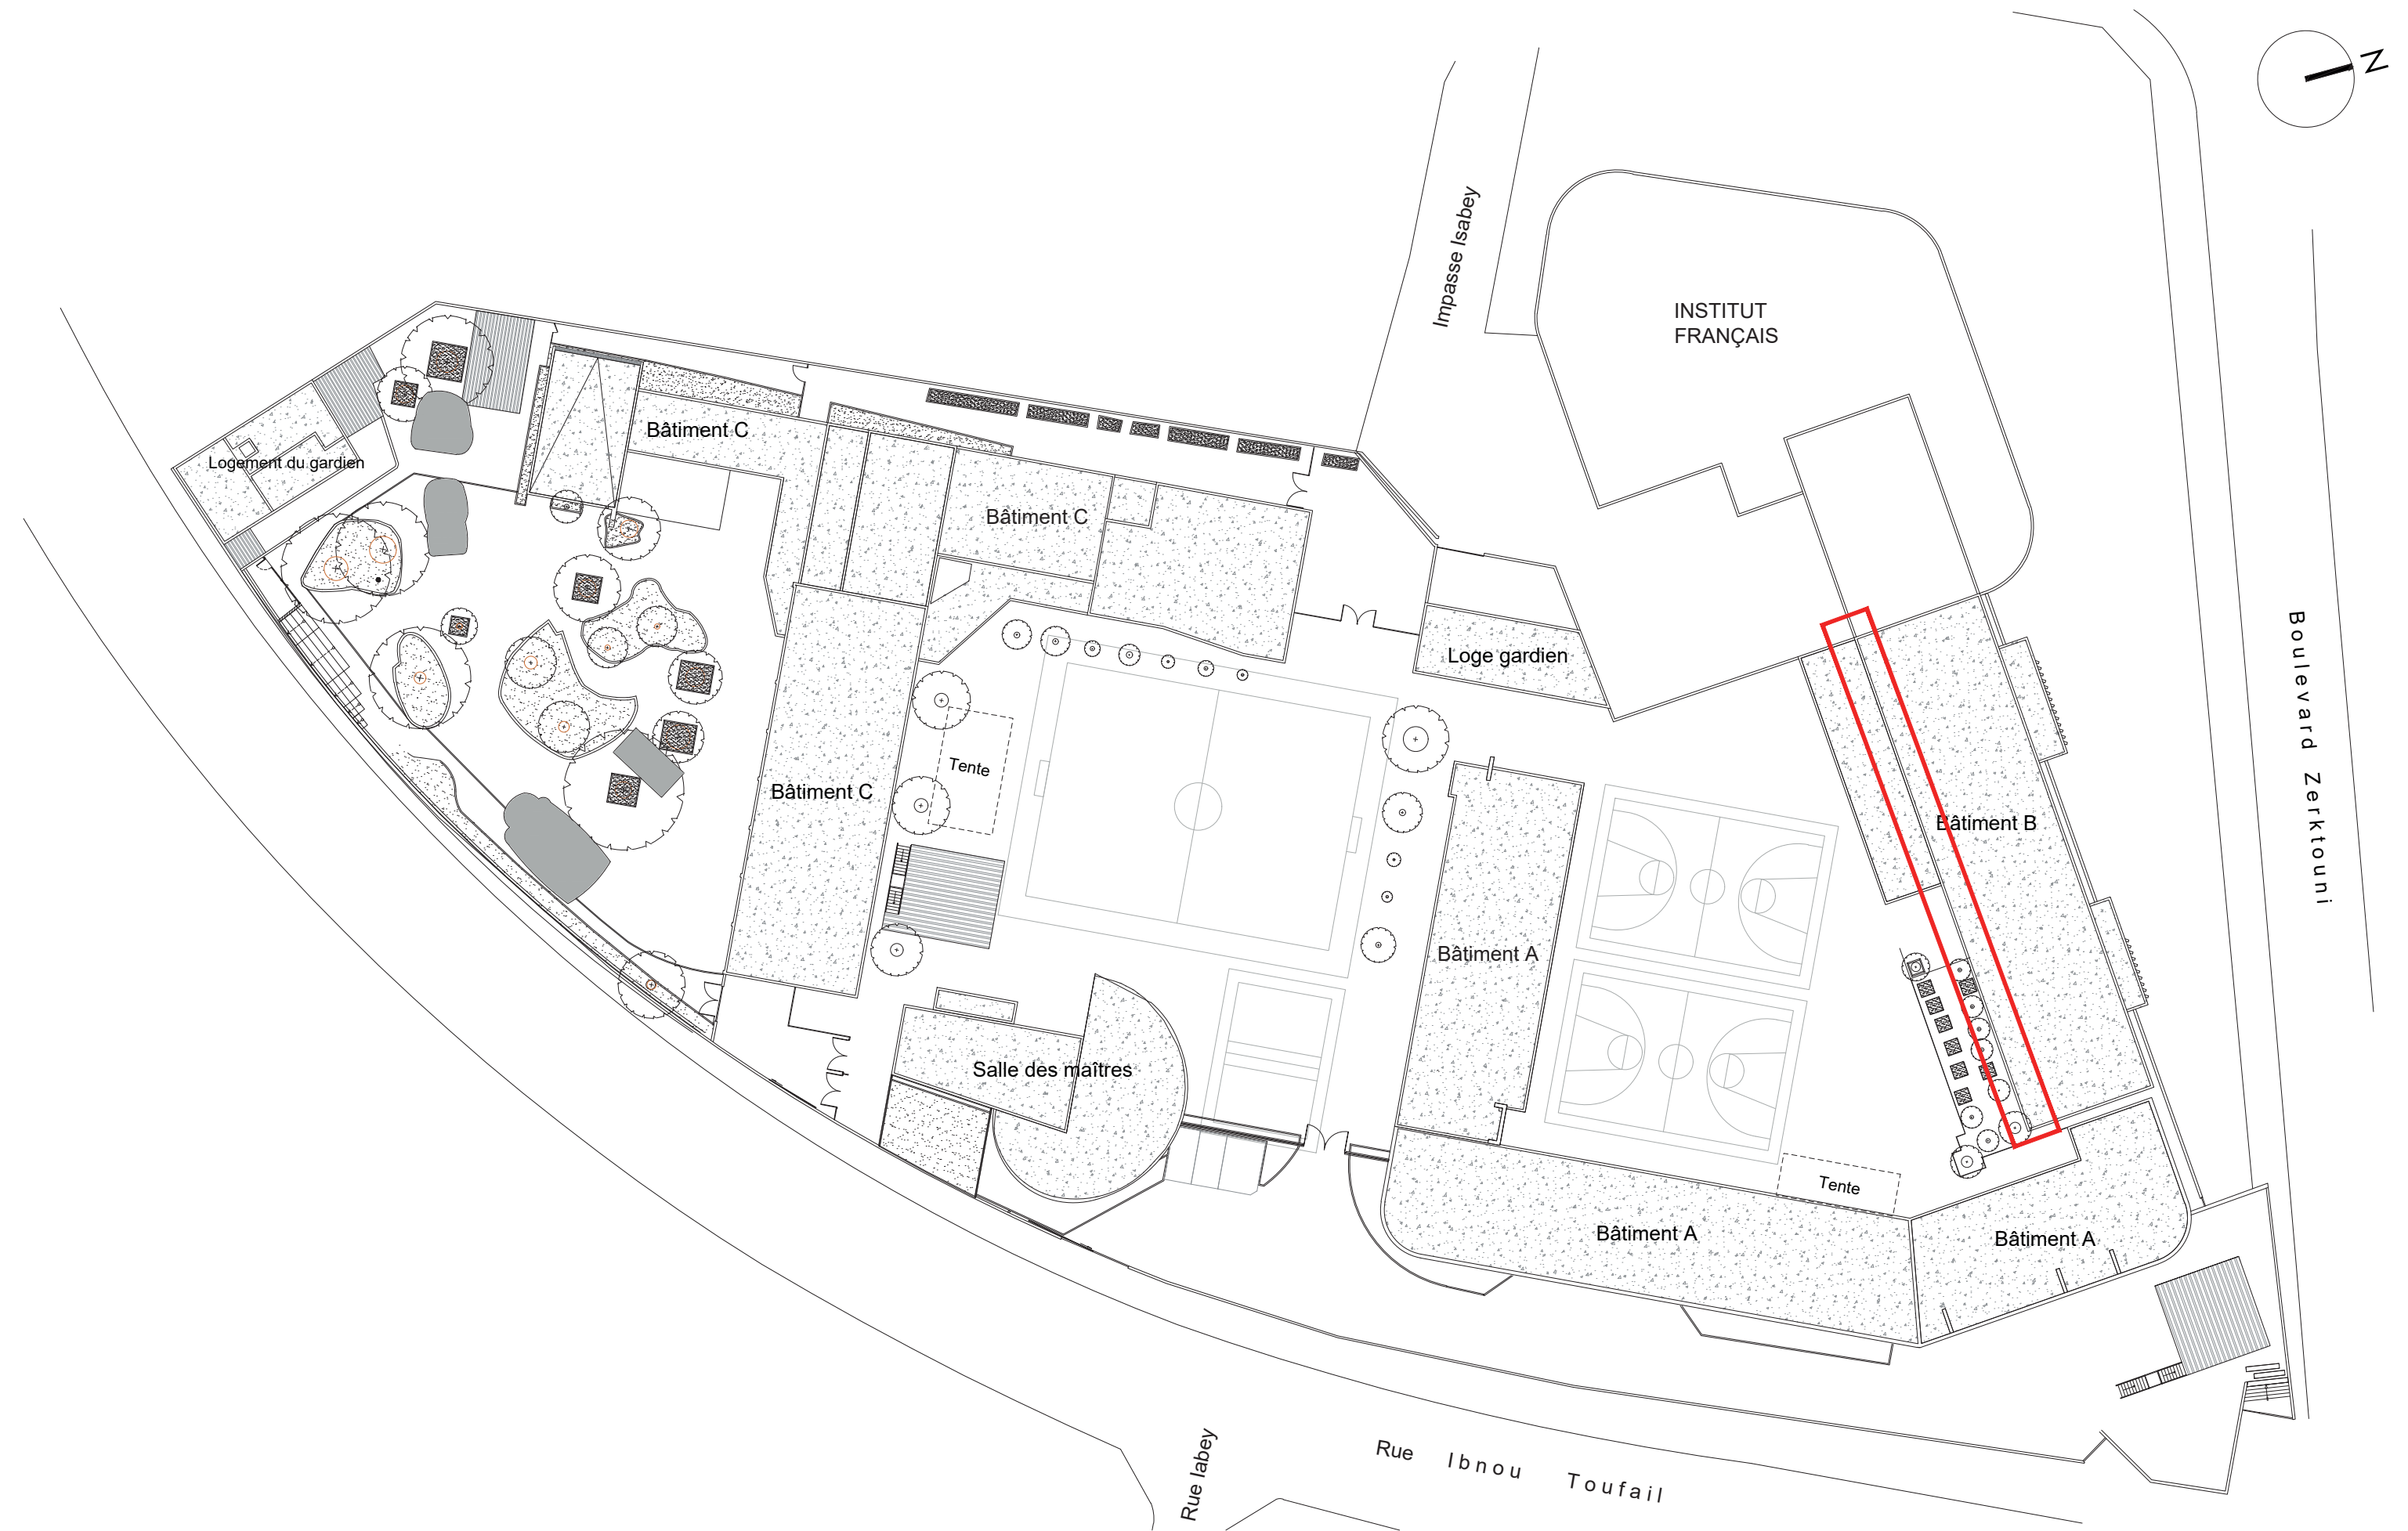 N
Impasse Isabey
INSTITUT
FRANÇAIS
Bâtiment C
Logement du gardien
Bâtiment C
Loge gardien
Boulevard Zerktouni
Tente
Bâtiment C
Bâtiment B
Bâtiment A
Salle des maîtres
Tente
Bâtiment A
Bâtiment A
Rue labey
Rue Ibnou Toufail